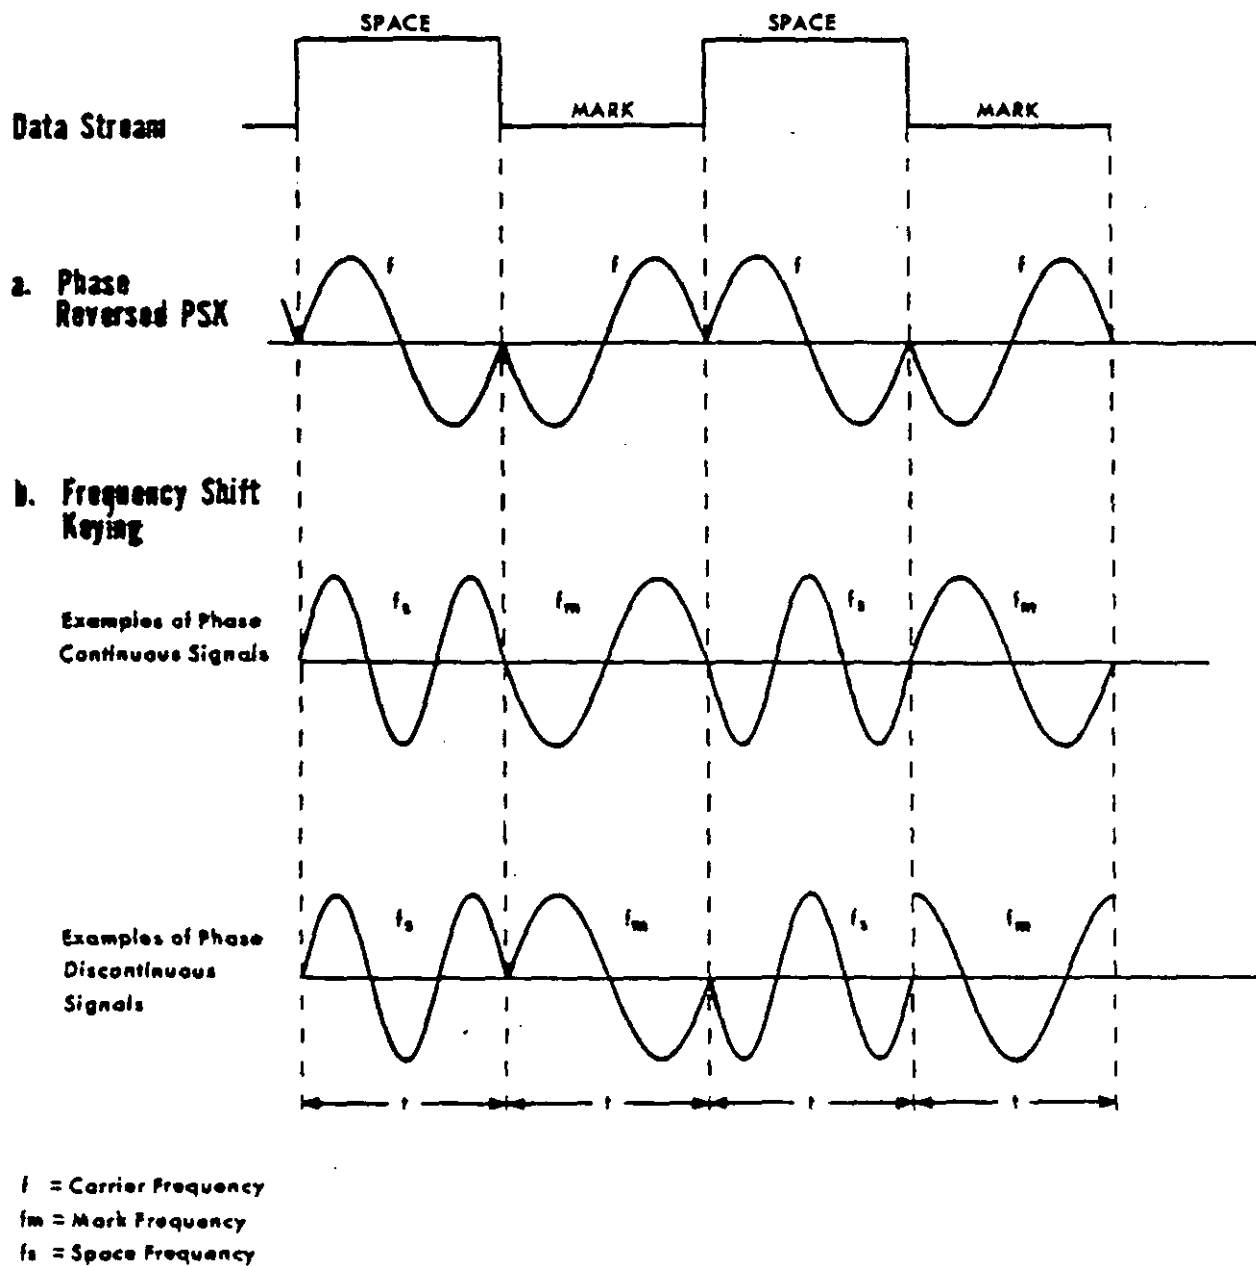 SPACE SPACE
Data Stream MARK MARK
a. Phase
Reversed PSK
f f f f
b. Frequency Shift
Keying
Examples of Phase
Continuous Signals
fs fm fs fm
Examples of Phase
Discontinuous
Signals
fs fm fs fm
t t t t
f = Carrier Frequency
fm = Mark Frequency
fs = Space Frequency